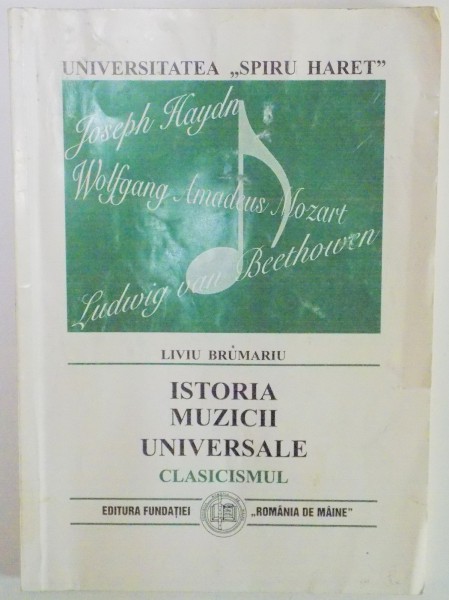 UNIVERSITATEA „SPIRU HARET”
Joseph Haydn
Wolfgang Amadeus Mozart
Ludwig van Beethowen
LIVIU BRUMARIU
ISTORIA
MUZICII
UNIVERSALE
CLASICISMUL
EDITURA FUNDAȚIEI „ROMÂNIA DE MÂINE”